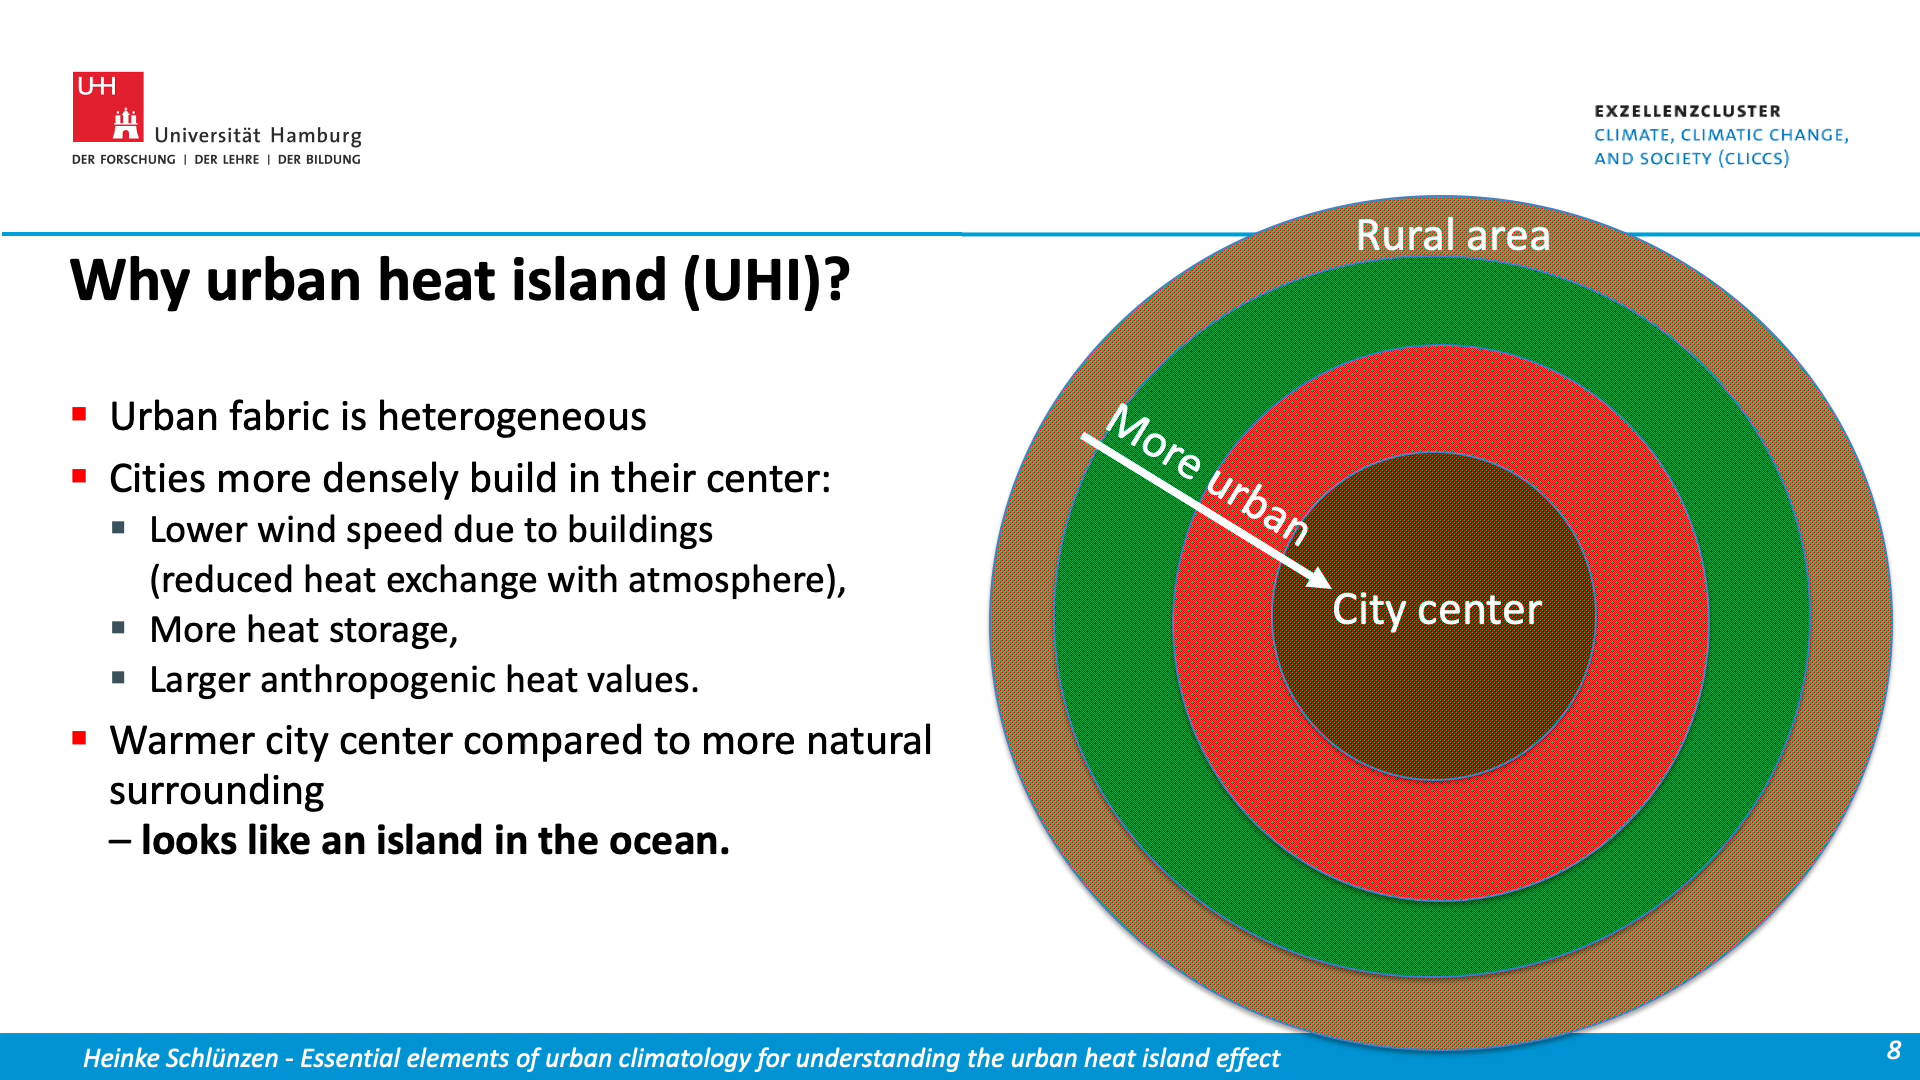 UHH
Universität Hamburg
DER FORSCHUNG | DER LEHRE | DER BILDUNG
EXZELLENZCLUSTER
CLIMATE, CLIMATIC CHANGE,
AND SOCIETY (CLICCS)
Why urban heat island (UHI)?
Urban fabric is heterogeneous
Cities more densely build in their center:
Lower wind speed due to buildings
(reduced heat exchange with atmosphere),
More heat storage,
Larger anthropogenic heat values.
Warmer city center compared to more natural
surrounding
– looks like an island in the ocean.
Rural area
More urban
City center
Heinke Schlünzen - Essential elements of urban climatology for understanding the urban heat island effect
8